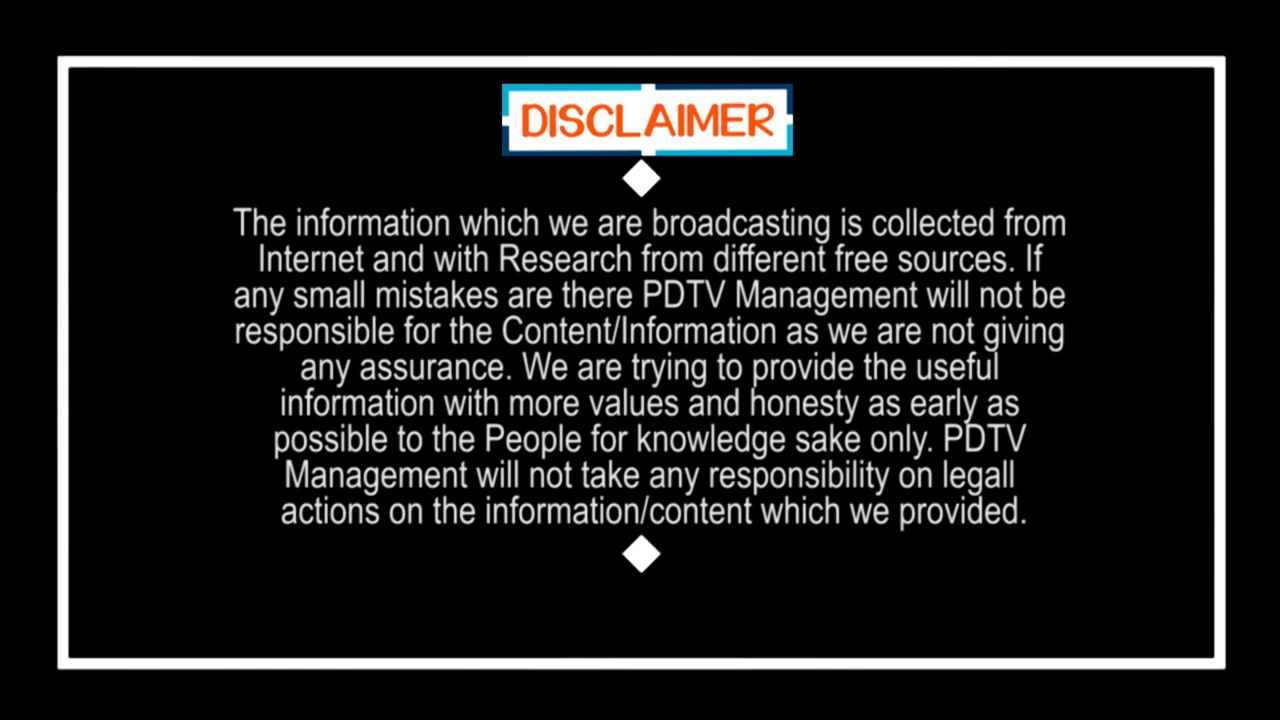 DISCLAIMER
The information which we are broadcasting is collected from
Internet and with Research from different free sources. If
any small mistakes are there PDTV Management will not be
responsible for the Content/Information as we are not giving
any assurance. We are trying to provide the useful
information with more values and honesty as early as
possible to the People for knowledge sake only. PDTV
Management will not take any responsibility on legall
actions on the information/content which we provided.